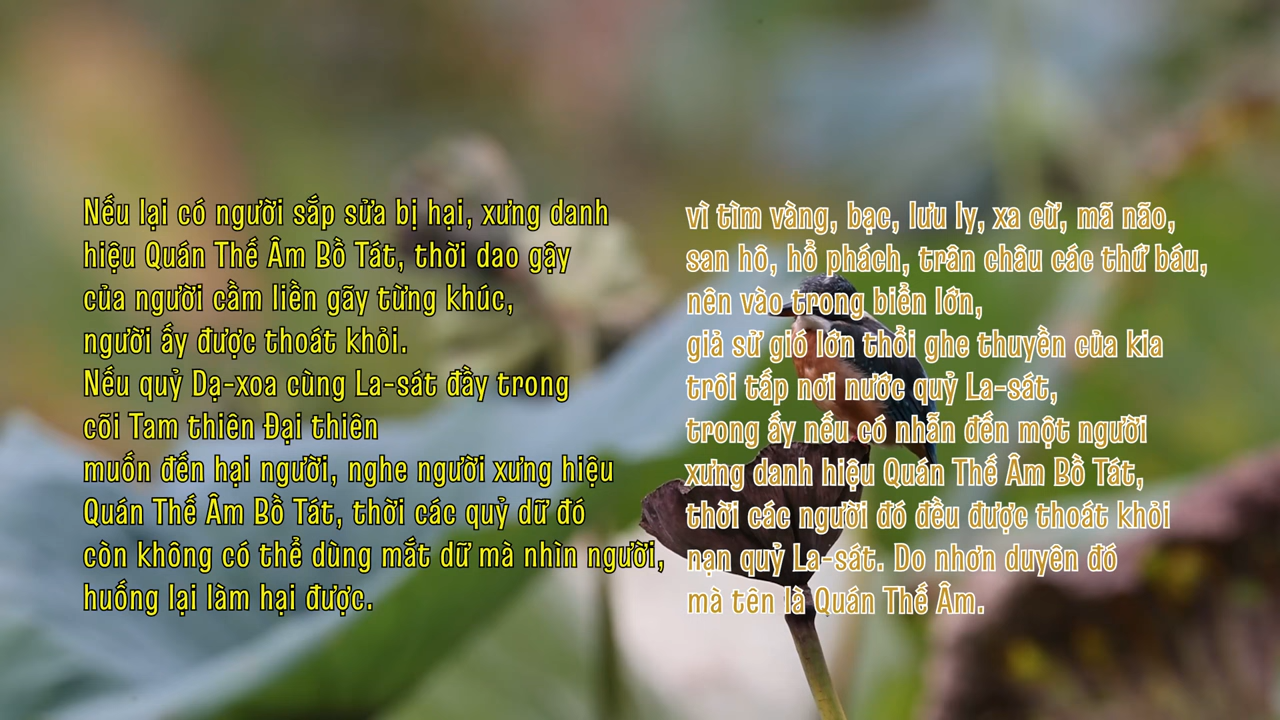 Nếu lại có người sắp sửa bị hại, xưng danh
hiệu Quán Thế Âm Bồ Tát, thời dao gậy
của người cầm liền gãy từng khúc,
người ấy được thoát khỏi.
Nếu quỷ Dạ-xoa cùng La-sát đầy trong
cõi Tam thiên Đại thiên
muốn đến hại người, nghe người xưng hiệu
Quán Thế Âm Bồ Tát, thời các quỷ dữ đó
còn không có thể dùng mắt dữ mà nhìn người,
huống lại làm hại được.
vì tìm vàng, bạc, lưu ly, xa cừ, mã não,
san hô, hổ phách, trân châu các thứ báu,
nên vào trong biển lớn,
giả sử gió lớn thổi ghe thuyền của kia
trôi tấp nơi nước quỷ La-sát,
trong ấy nếu có nhẫn đến một người
xưng danh hiệu Quán Thế Âm Bồ Tát,
thời các người đó đều được thoát khỏi
nạn quỷ La-sát. Do nhơn duyên đó
mà tên là Quán Thế Âm.